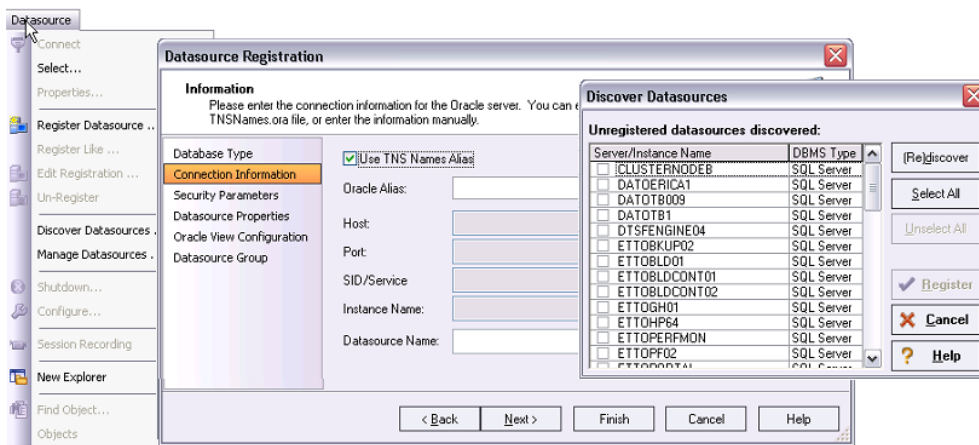 Datasource
Connect
Select...
Properties...
Register Datasource ..
Register Like ...
Edit Registration ...
Un-Register
Discover Datasources .
Manage Datasources .
Shutdown...
Configure...
Session Recording
New Explorer
Find Object...
Objects
Datasource Registration
Information
Please enter the connection information for the Oracle server. You can e
TNSNames.ora file, or enter the information manually.
Database Type
Connection Information
Security Parameters
Datasource Properties
Oracle View Configuration
Datasource Group
Use TNS Names Alias
Oracle Alias:
Host:
Port:
SID/Service
Instance Name:
Datasource Name:
< Back
Next >
Finish
Cancel
Help
Discover Datasources
Unregistered datasources discovered:
Server/Instance Name DBMS Type
CLUSTERNODEB SQL Server
DATOERICA1 SQL Server
DATOTB009 SQL Server
DATOTB1 SQL Server
DTSFENGINE04 SQL Server
ETTOBKUP02 SQL Server
ETTOBLD01 SQL Server
ETTOBLDCONT01 SQL Server
ETTOBLDCONT02 SQL Server
ETTOGH01 SQL Server
ETTOHP64 SQL Server
ETTOPERFMON SQL Server
ETTOPF02 SQL Server
ETTOPORTAL SQL Server
(Re)discover
Select All
Unselect All
Register
Cancel
Help